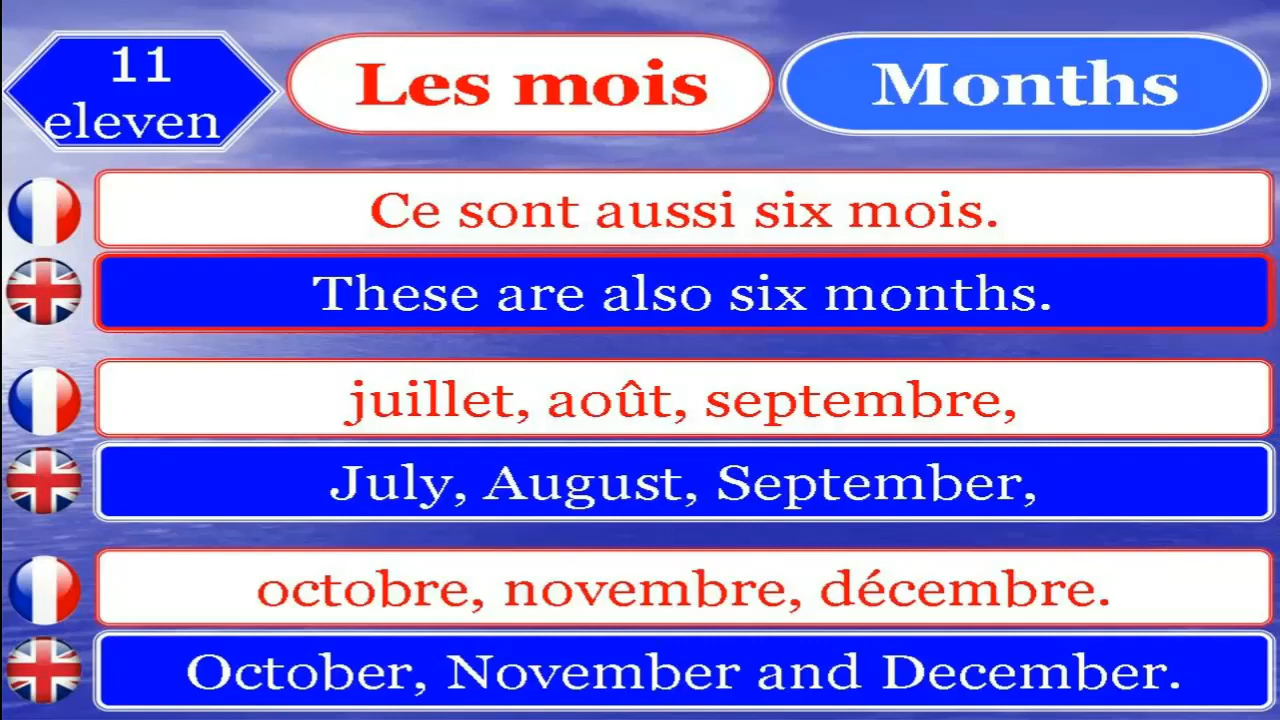 11
eleven
Les mois
Months
Ce sont aussi six mois.
These are also six months.
juillet, août, septembre,
July, August, September,
octobre, novembre, décembre.
October, November and December.